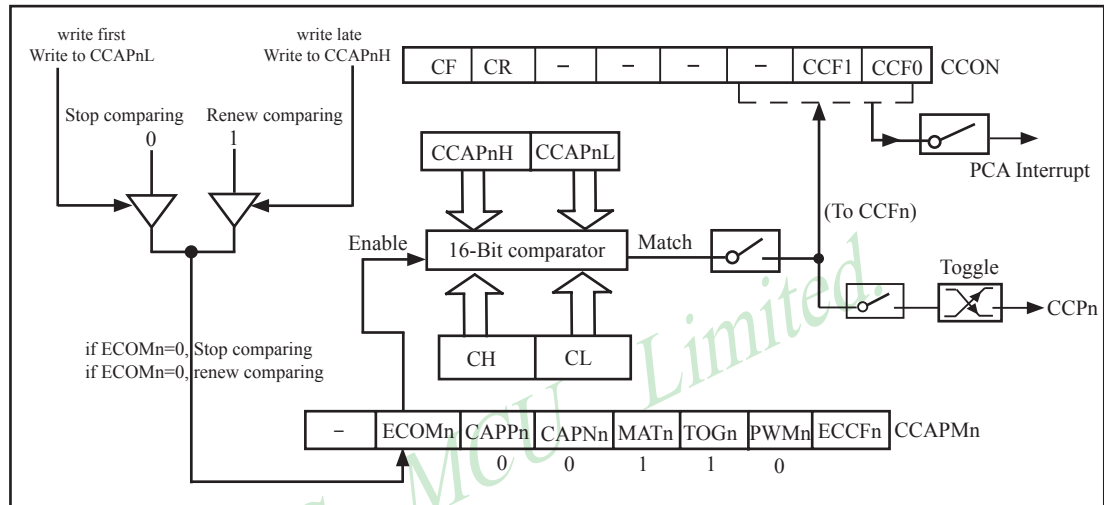 write first
Write to CCAPnL
write late
Write to CCAPnH
CF CR – – – – CCF1 CCF0 CCON
Stop comparing
0
Renew comparing
1
CCAPnH CCAPnL
PCA Interrupt
(To CCFn)
Enable
16-Bit comparator
Match
Toggle
CCPn
CH CL
if ECOMn=0, Stop comparing
if ECOMn=0, renew comparing
– ECOMn CAPPn CAPNn MATn TOGn PWMn ECCFn CCAPMn
0 0 1 1 0
MCU Limited.